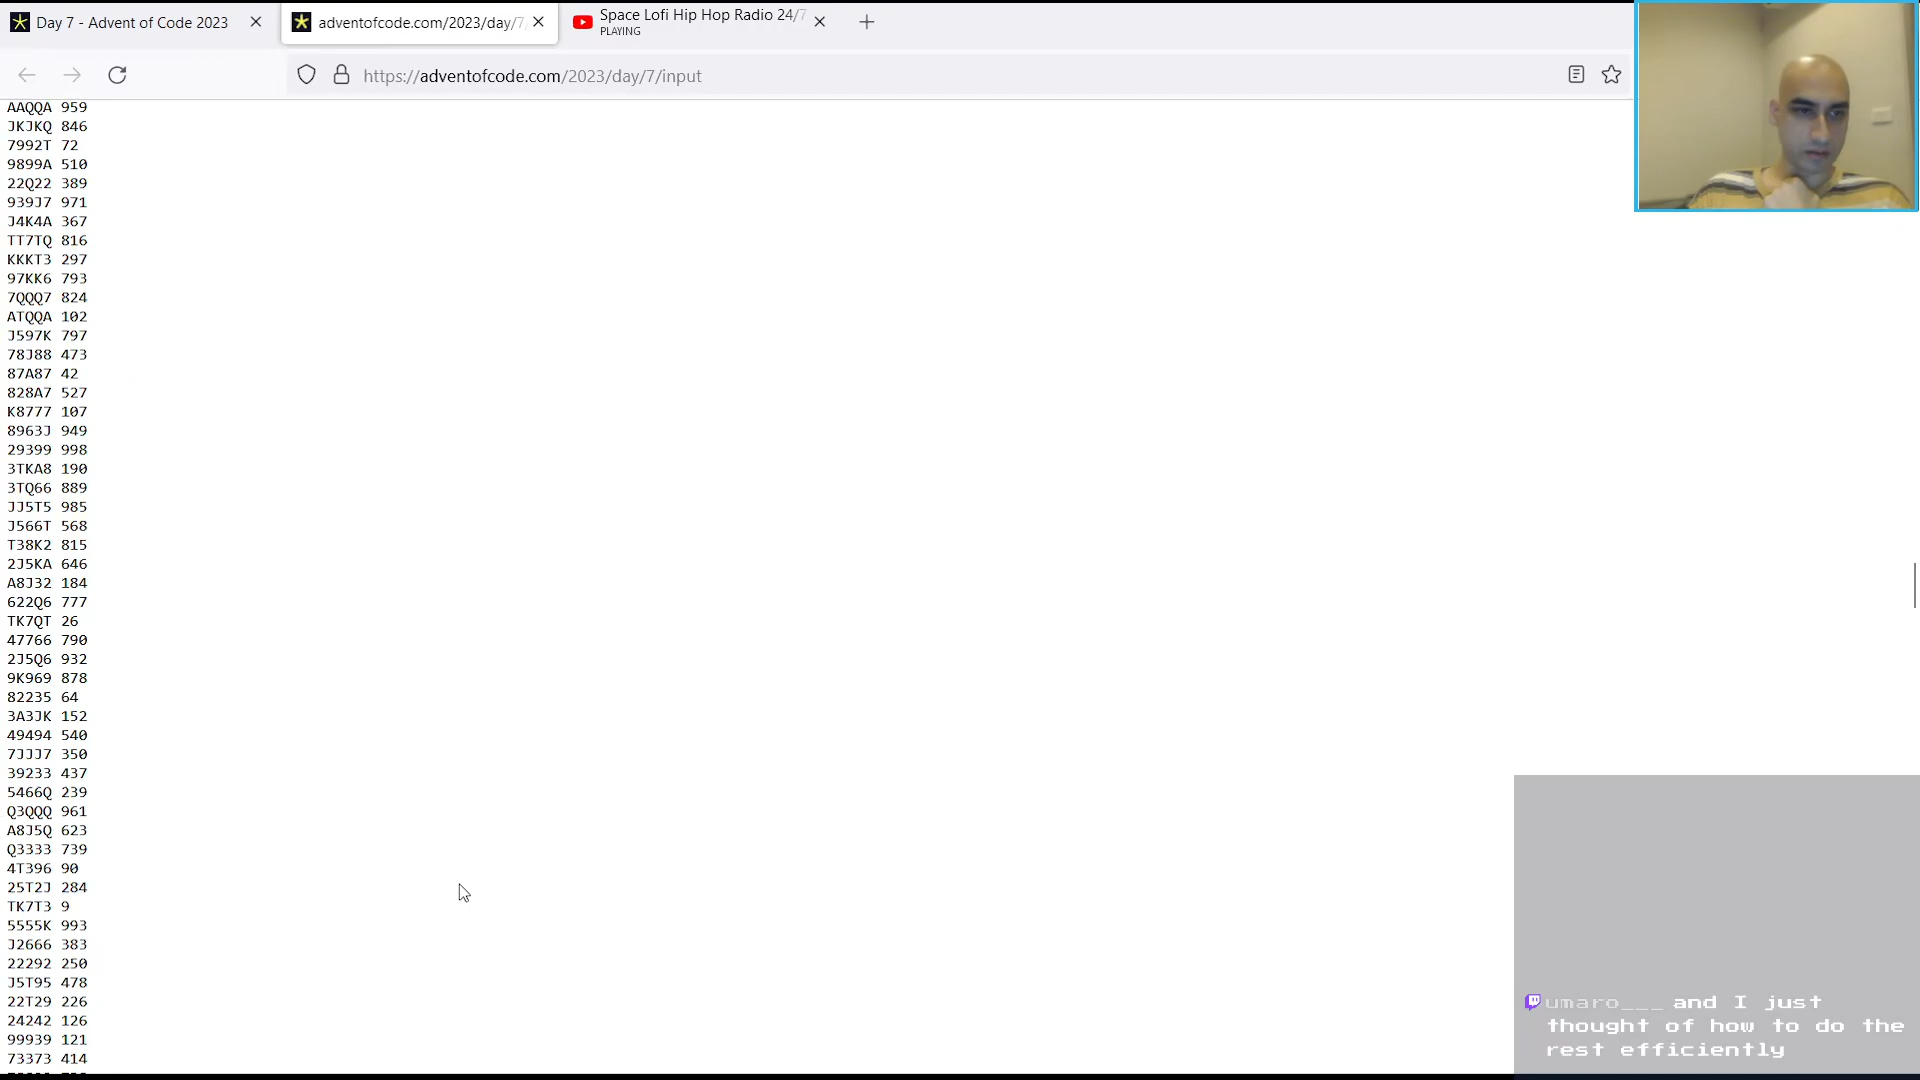 Day 7 - Advent of Code 2023
adventofcode.com/2023/day/7/
Space Lofi Hip Hop Radio 24/7
PLAYING
https://adventofcode.com/2023/day/7/input
AAQQA 959
JKJKQ 846
7992T 72
9899A 510
22Q22 389
939J7 971
J4K4A 367
TT7TQ 816
KKKT3 297
97KK6 793
7QQQ7 824
ATQQA 102
J597K 797
78J88 473
87A87 42
828A7 527
K8777 107
8963J 949
29399 998
3TKA8 190
3TQ66 889
JJ5T5 985
J566T 568
T38K2 815
2J5KA 646
A8J32 184
622Q6 777
TK7QT 26
47766 790
2J5Q6 932
9K969 878
82235 64
3A3JK 152
49494 540
7JJJ7 350
39233 437
5466Q 239
Q3QQQ 961
A8J5Q 623
Q3333 739
4T396 90
25T2J 284
TK7T3 9
5555K 993
J2666 383
22292 250
J5T95 478
22T29 226
24242 126
99939 121
73373 414
umaro___ and I just
thought of how to do the
rest efficiently